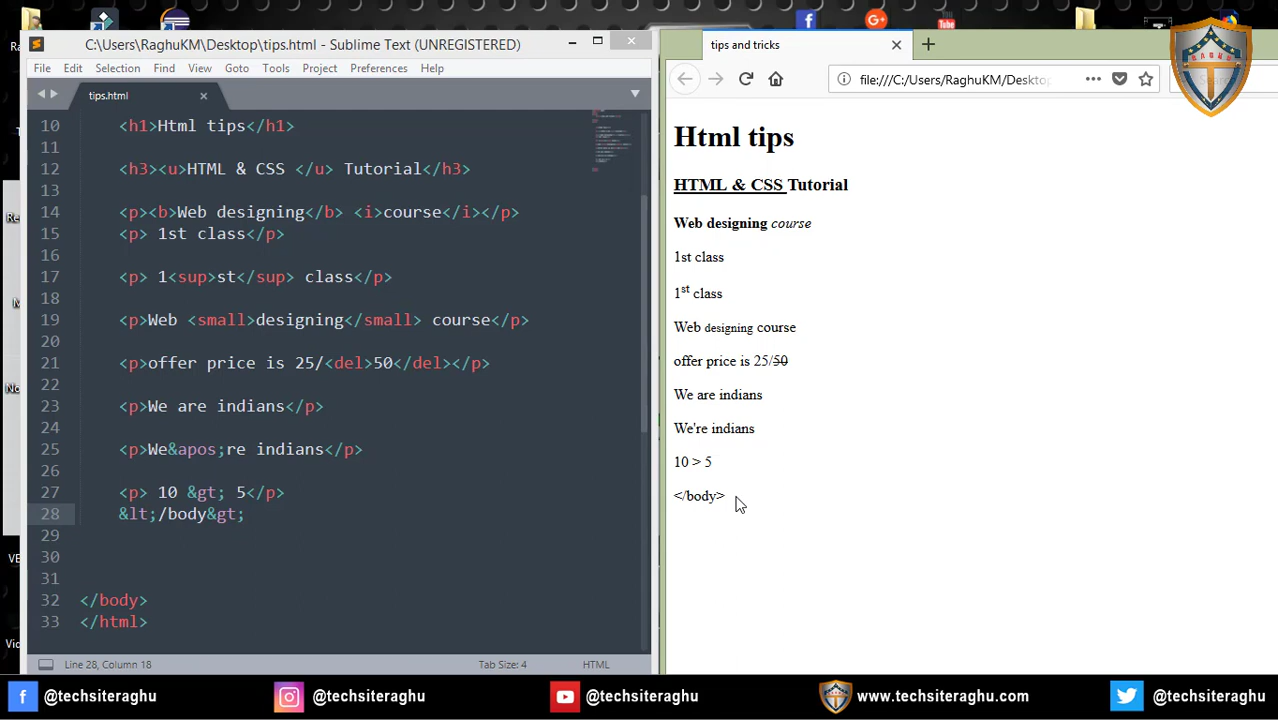 C:\Users\RaghuKM\Desktop\tips.html - Sublime Text (UNREGISTERED)
File Edit Selection Find View Goto Tools Project Preferences Help
tips.html
10 <h1>Html tips</h1>
11
12 <h3><u>HTML & CSS </u> Tutorial</h3>
13
14 <p><b>Web designing</b> <i>course</i></p>
15 <p> 1st class</p>
16
17 <p> 1<sup>st</sup> class</p>
18
19 <p>Web <small>designing</small> course</p>
20
21 <p>offer price is 25/<del>50</del></p>
22
23 <p>We are indians</p>
24
25 <p>We&apos;re indians</p>
26
27 <p> 10 &gt; 5</p>
28 &lt;/body&gt;
29
30
31
32 </body>
33 </html>
Line 28, Column 18 Tab Size: 4 HTML
tips and tricks
file:///C:/Users/RaghuKM/Desktop
Html tips
HTML & CSS Tutorial
Web designing course
1st class
1st class
Web designing course
offer price is 25/50
We are indians
We're indians
10 > 5
</body>
@techsiteraghu @techsiteraghu @techsiteraghu www.techsiteraghu.com @techsiteraghu